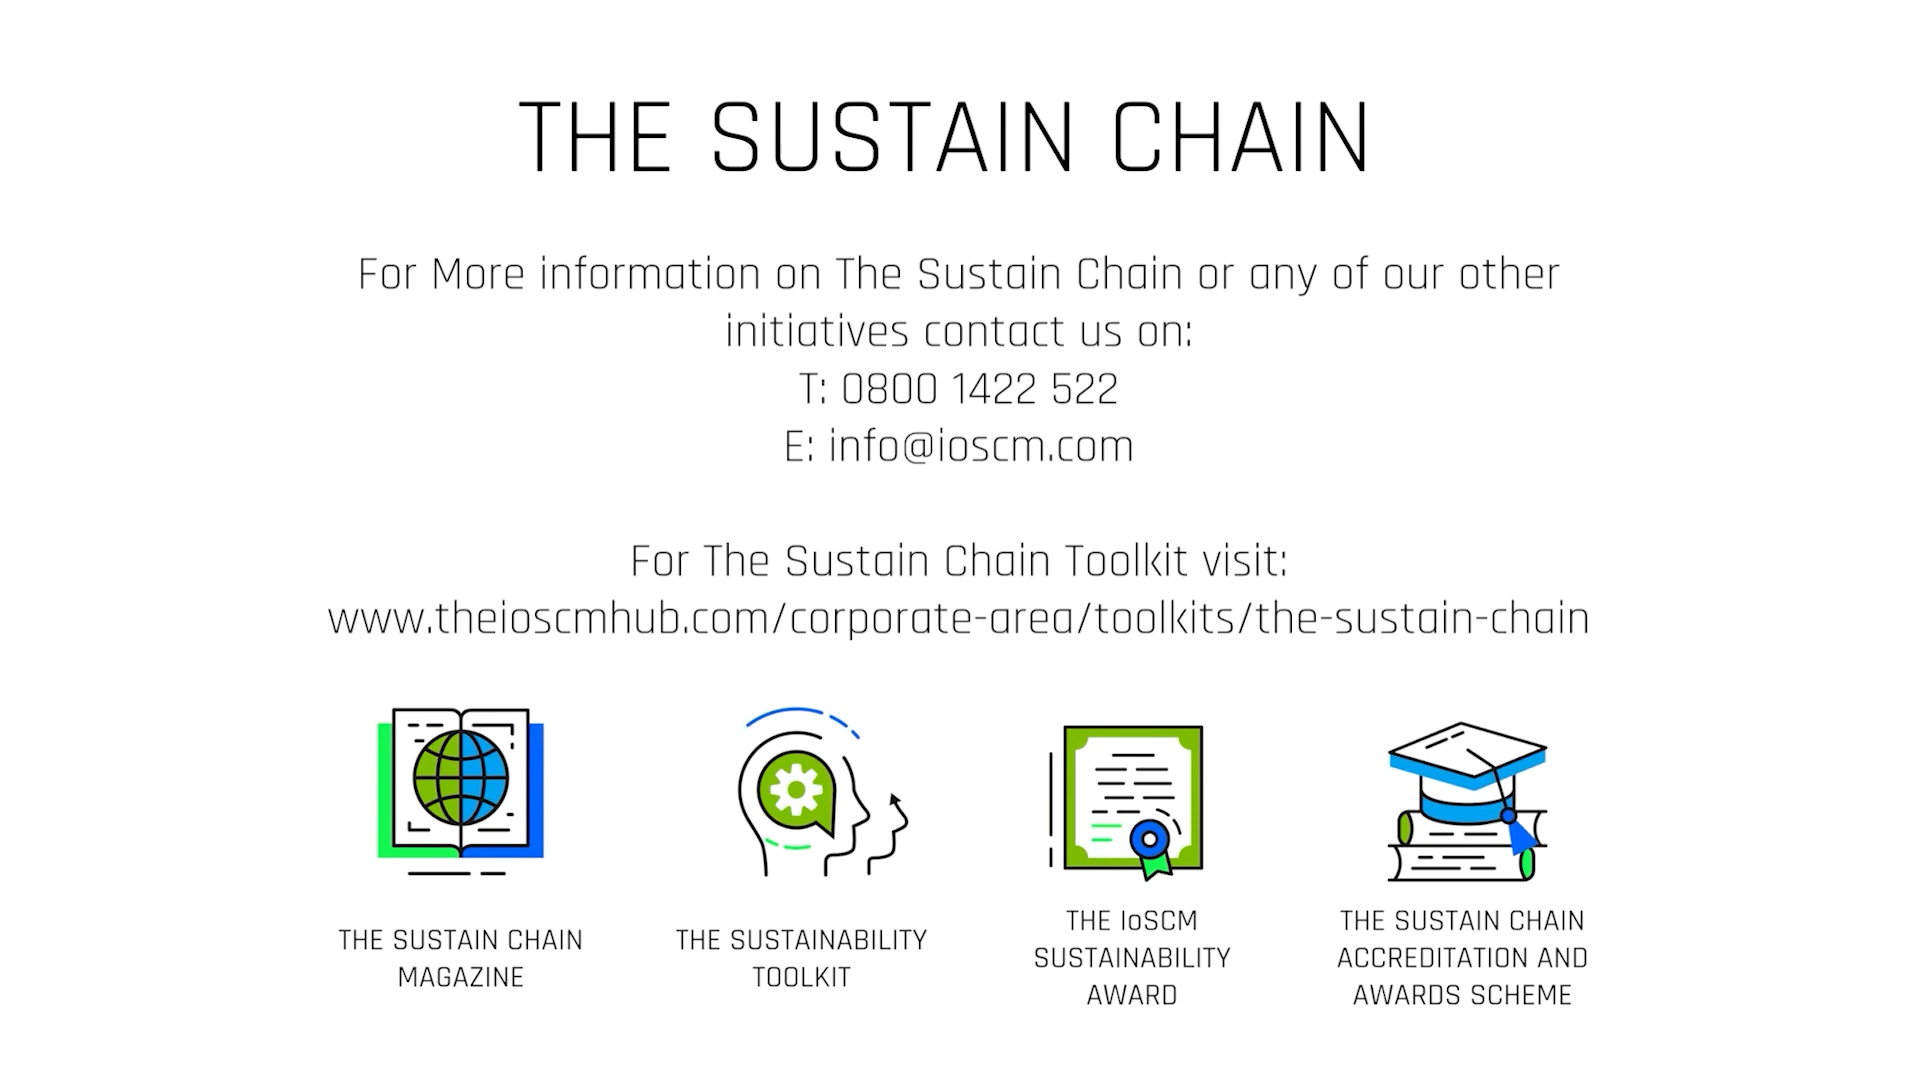 THE SUSTAIN CHAIN
For More information on The Sustain Chain or any of our other
initiatives contact us on:
T: 0800 1422 522
E: info@ioscm.com
For The Sustain Chain Toolkit visit:
www.theioscmhub.com/corporate-area/toolkits/the-sustain-chain
THE SUSTAIN CHAIN
MAGAZINE
THE SUSTAINABILITY
TOOLKIT
THE IoSCM
SUSTAINABILITY
AWARD
THE SUSTAIN CHAIN
ACCREDITATION AND
AWARDS SCHEME